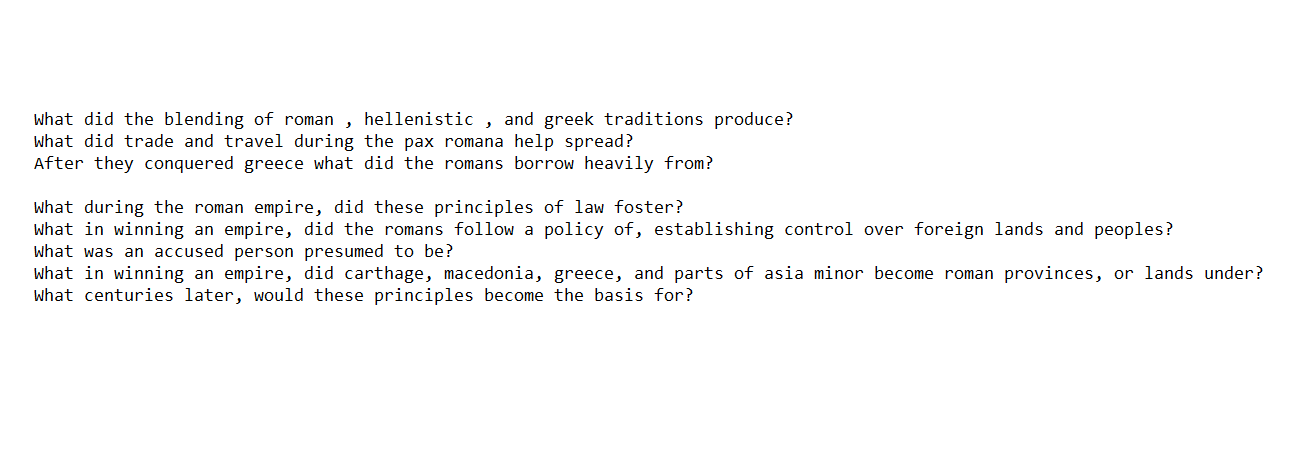 What did the blending of roman , hellenistic , and greek traditions produce?
What did trade and travel during the pax romana help spread?
After they conquered greece what did the romans borrow heavily from?
What during the roman empire, did these principles of law foster?
What in winning an empire, did the romans follow a policy of, establishing control over foreign lands and peoples?
What was an accused person presumed to be?
What in winning an empire, did carthage, macedonia, greece, and parts of asia minor become roman provinces, or lands under?
What centuries later, would these principles become the basis for?